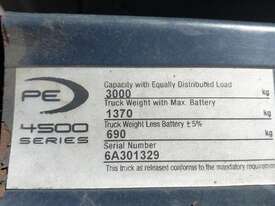 PE
4500
SERIES
Capacity with Equally Distributed Load
3000 kg
Truck Weight with Max. Battery
1370 kg
Truck Weight Less Battery ± 5%
690 kg
Serial Number
6A301329
This truck as released conforms to the mandatory requirement